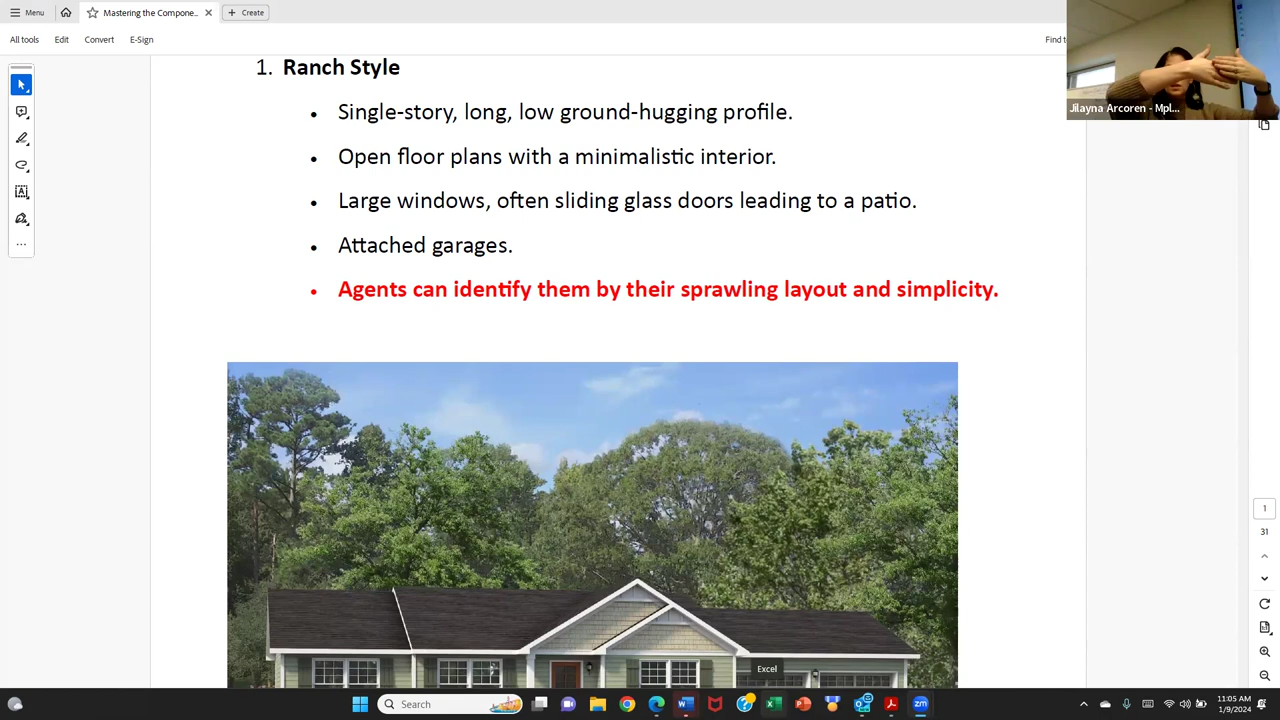 Menu
Mastering the Compone...
Create
All tools
Edit
Convert
E-Sign
Find to
Jilayna Arcoren - Mpl...
1. Ranch Style
• Single-story, long, low ground-hugging profile.
• Open floor plans with a minimalistic interior.
• Large windows, often sliding glass doors leading to a patio.
• Attached garages.
• Agents can identify them by their sprawling layout and simplicity.
1
31
Excel
Search
zm
11:05 AM
1/9/2024